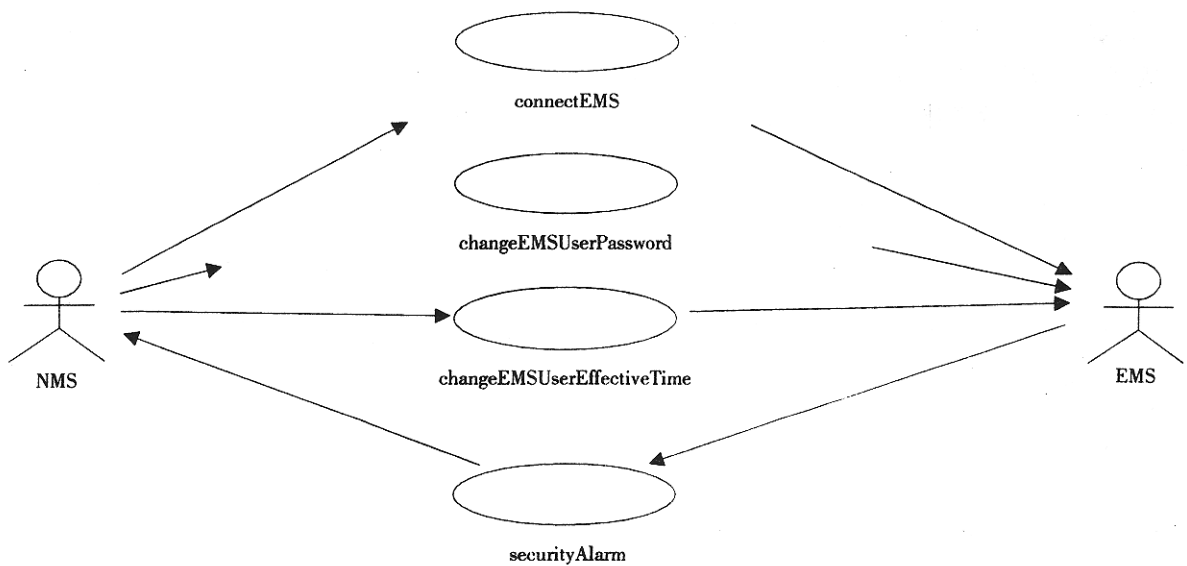 connectEMS
changeEMSUserPassword
changeEMSUserEffectiveTime
NMS
EMS
securityAlarm